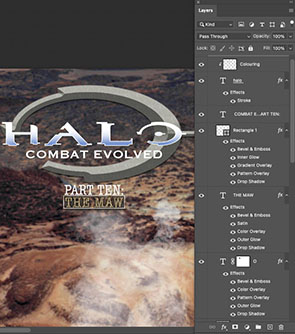 Layers
Kind
Pass Through
Opacity: 100%
Lock:
Fill: 100%
Colouring
halo
Effects
Stroke
COMBAT E...ART TEN:
Rectangle 1
Effects
Bevel & Emboss
Inner Glow
Gradient Overlay
Pattern Overlay
Drop Shadow
THE MAW
Effects
Bevel & Emboss
Satin
Color Overlay
Outer Glow
Drop Shadow
O
Effects
Bevel & Emboss
Color Overlay
Pattern Overlay
Outer Glow
Drop Shadow
HALO
COMBAT EVOLVED
PART TEN:
THE MAW